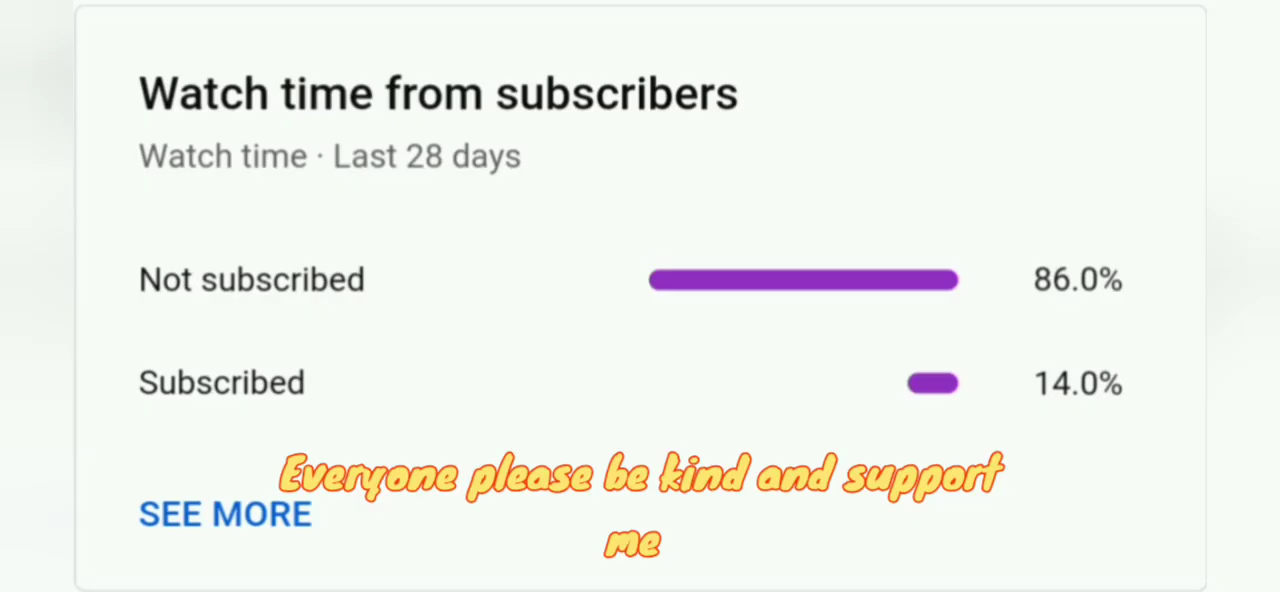 Watch time from subscribers
Watch time · Last 28 days
Not subscribed 86.0%
Subscribed 14.0%
Everyone please be kind and support
SEE MORE
me